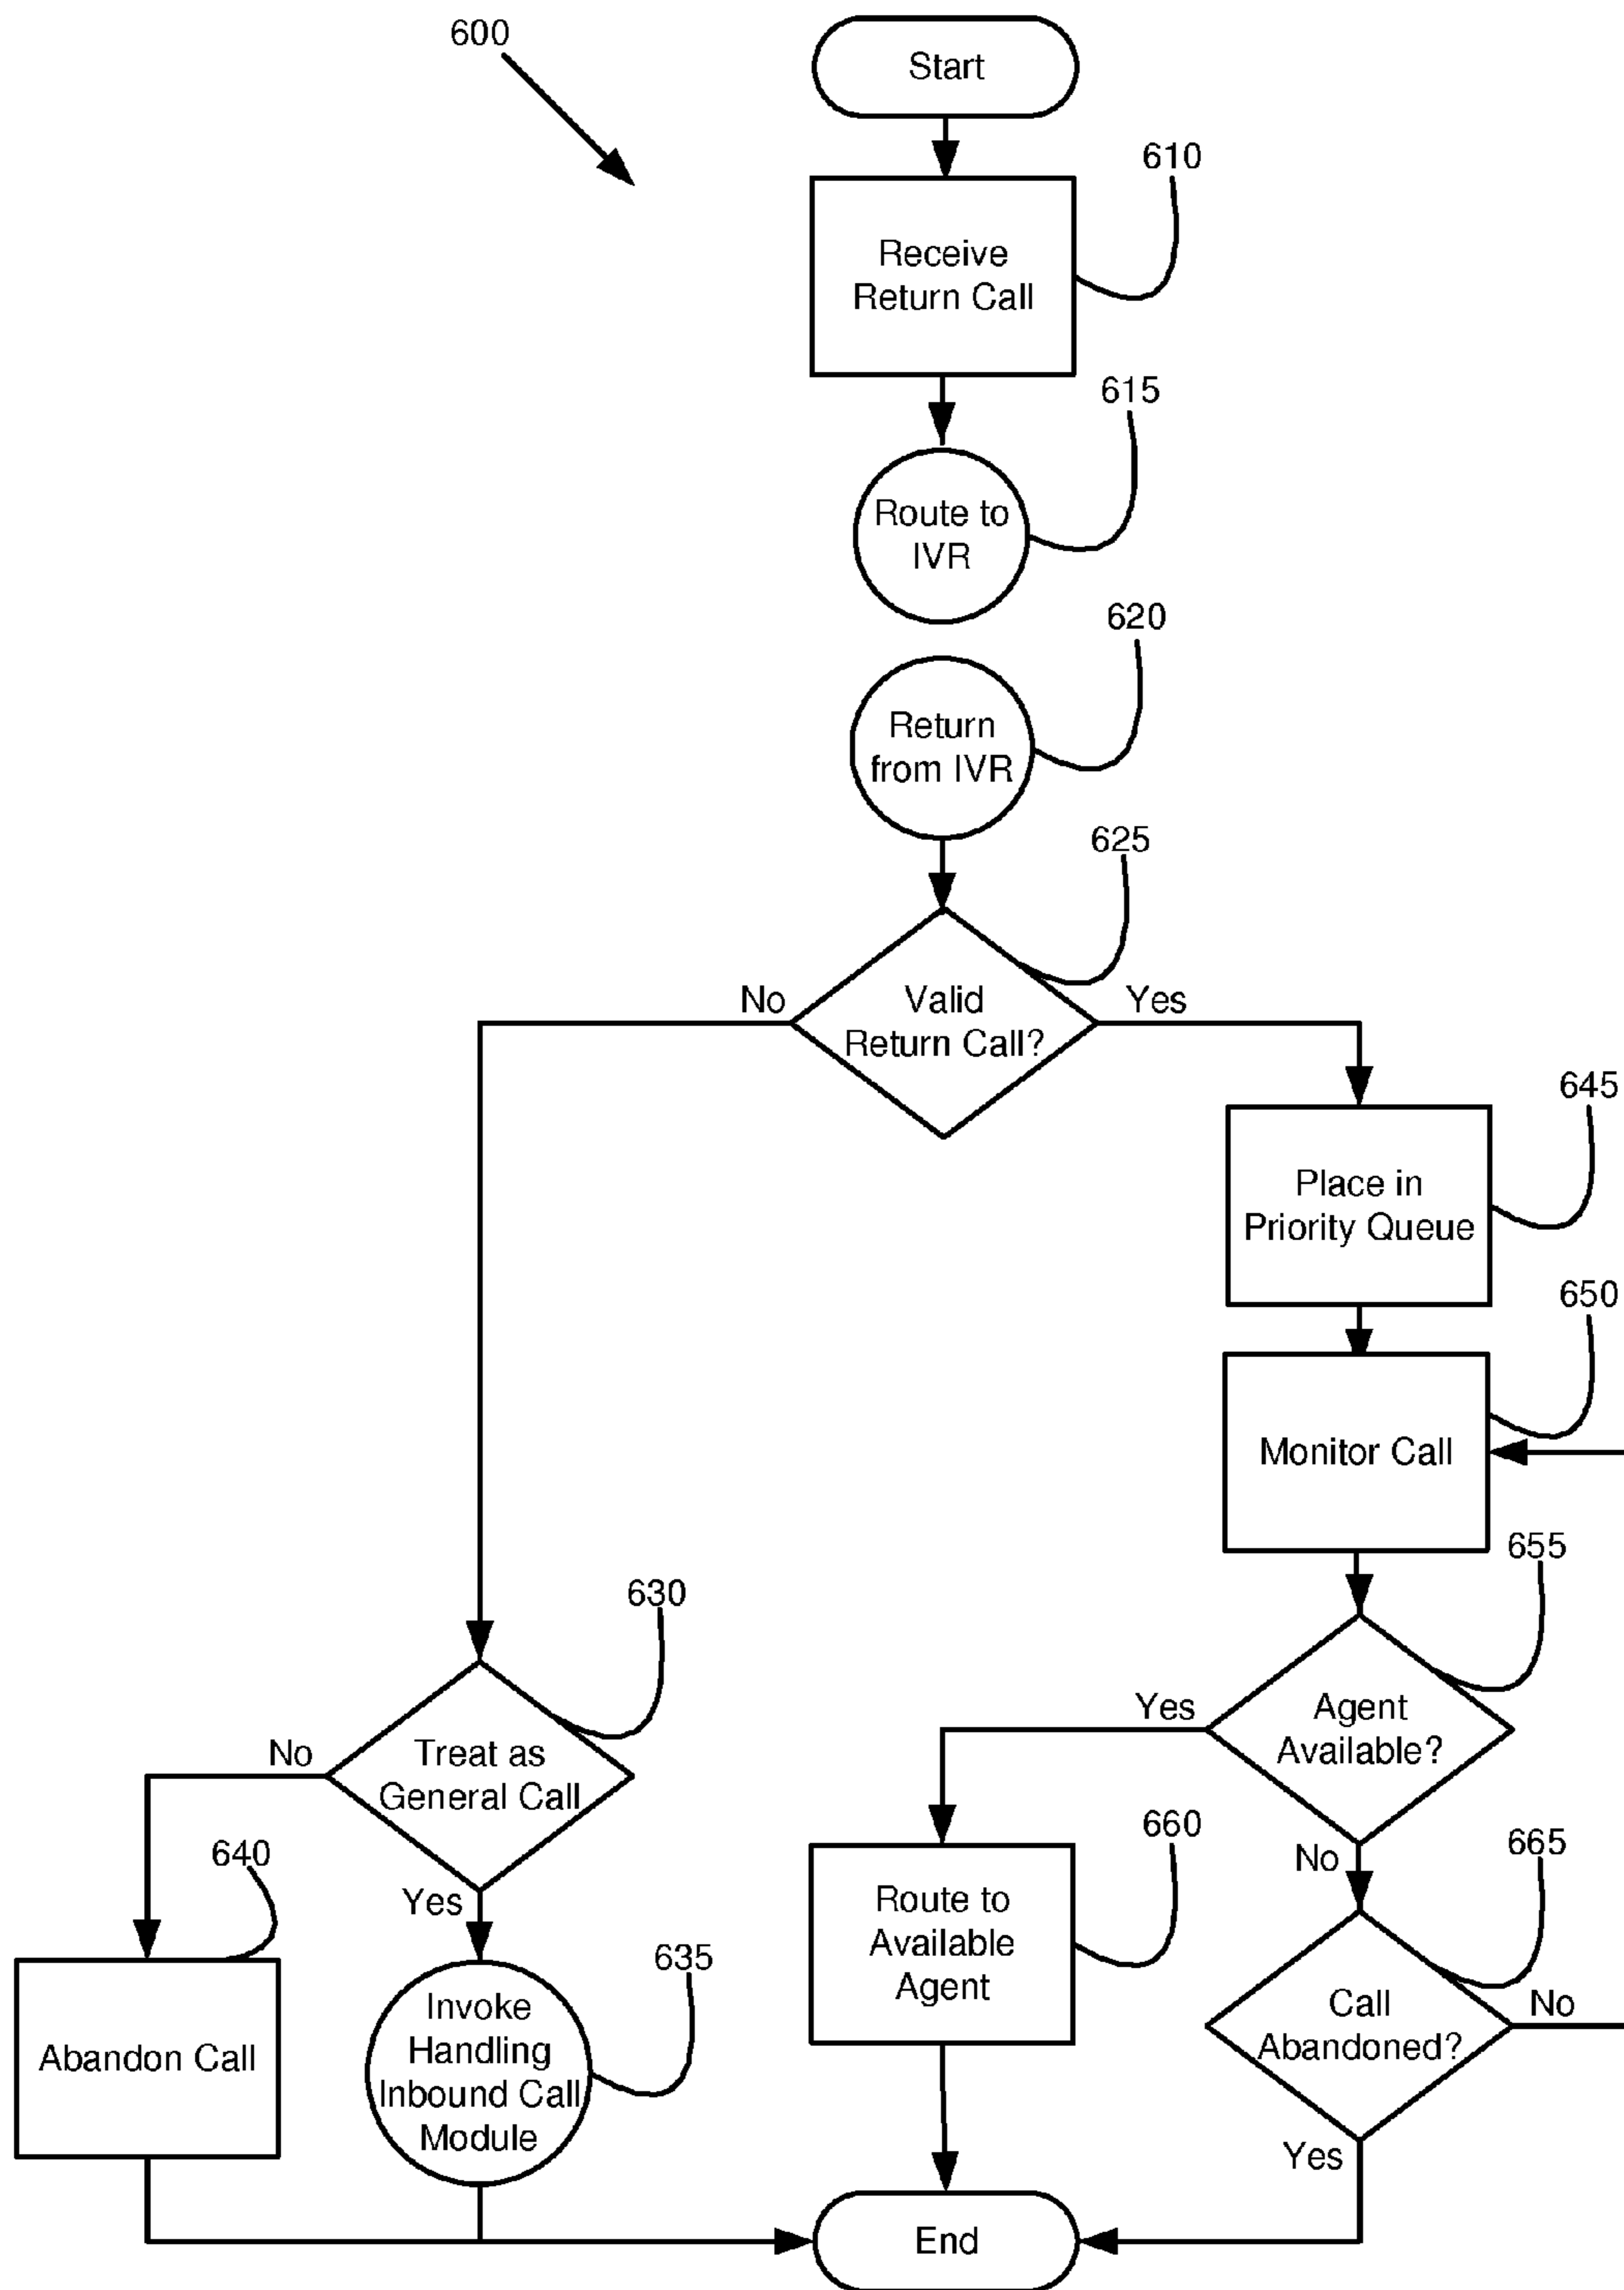 600
Start
610
Receive
Return Call
615
Route to
IVR
620
Return
from IVR
625
No
Valid
Return Call?
Yes
645
Place in
Priority Queue
650
Monitor Call
655
630
Yes
Agent
Available?
No
Treat as
General Call
660
665
No
640
Yes
Route to
Available
Agent
635
Call
Abandoned?
No
Abandon Call
Invoke
Handling
Inbound Call
Module
Yes
End